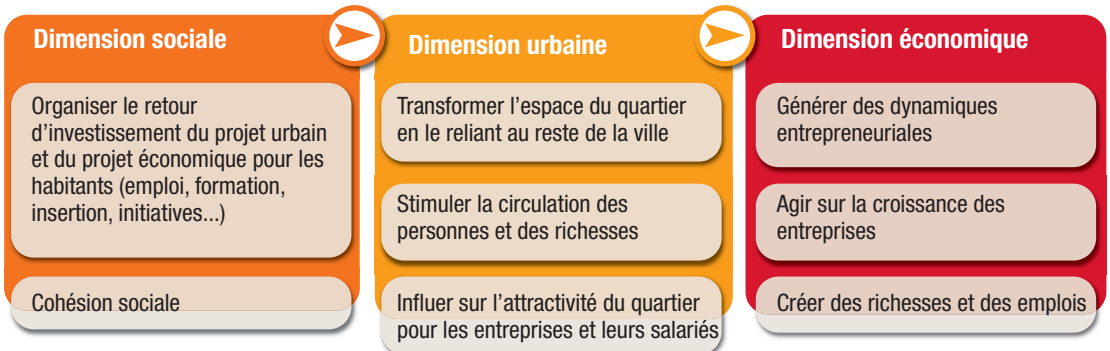 Dimension sociale
Organiser le retour
d'investissement du projet urbain
et du projet économique pour les
habitants (emploi, formation,
insertion, initiatives...)
Cohésion sociale
Dimension urbaine
Transformer l'espace du quartier
en le reliant au reste de la ville
Stimuler la circulation des
personnes et des richesses
Influer sur l'attractivité du quartier
pour les entreprises et leurs salariés
Dimension économique
Générer des dynamiques
entrepreneuriales
Agir sur la croissance des
entreprises
Créer des richesses et des emplois